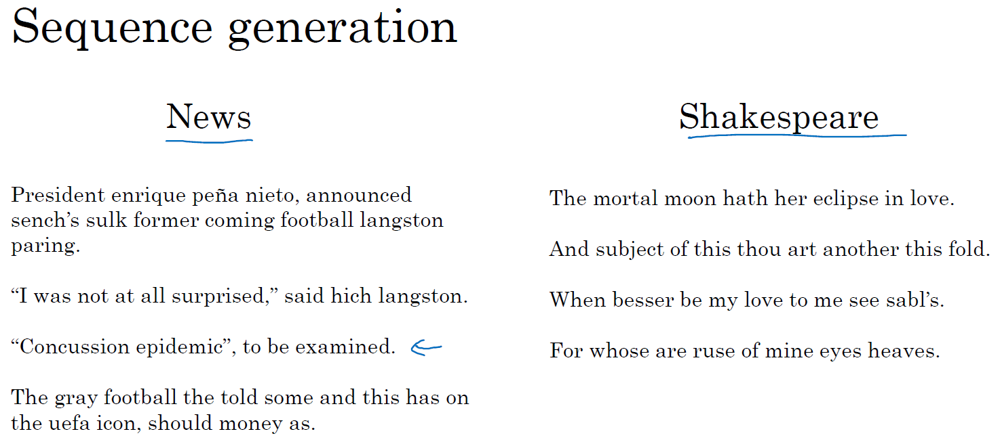 Sequence generation
News
President enrique peña nieto, announced
sench’s sulk former coming football langston
paring.
“I was not at all surprised,” said hich langston.
“Concussion epidemic”, to be examined.
The gray football the told some and this has on
the uefa icon, should money as.
Shakespeare
The mortal moon hath her eclipse in love.
And subject of this thou art another this fold.
When besser be my love to me see sabl’s.
For whose are ruse of mine eyes heaves.